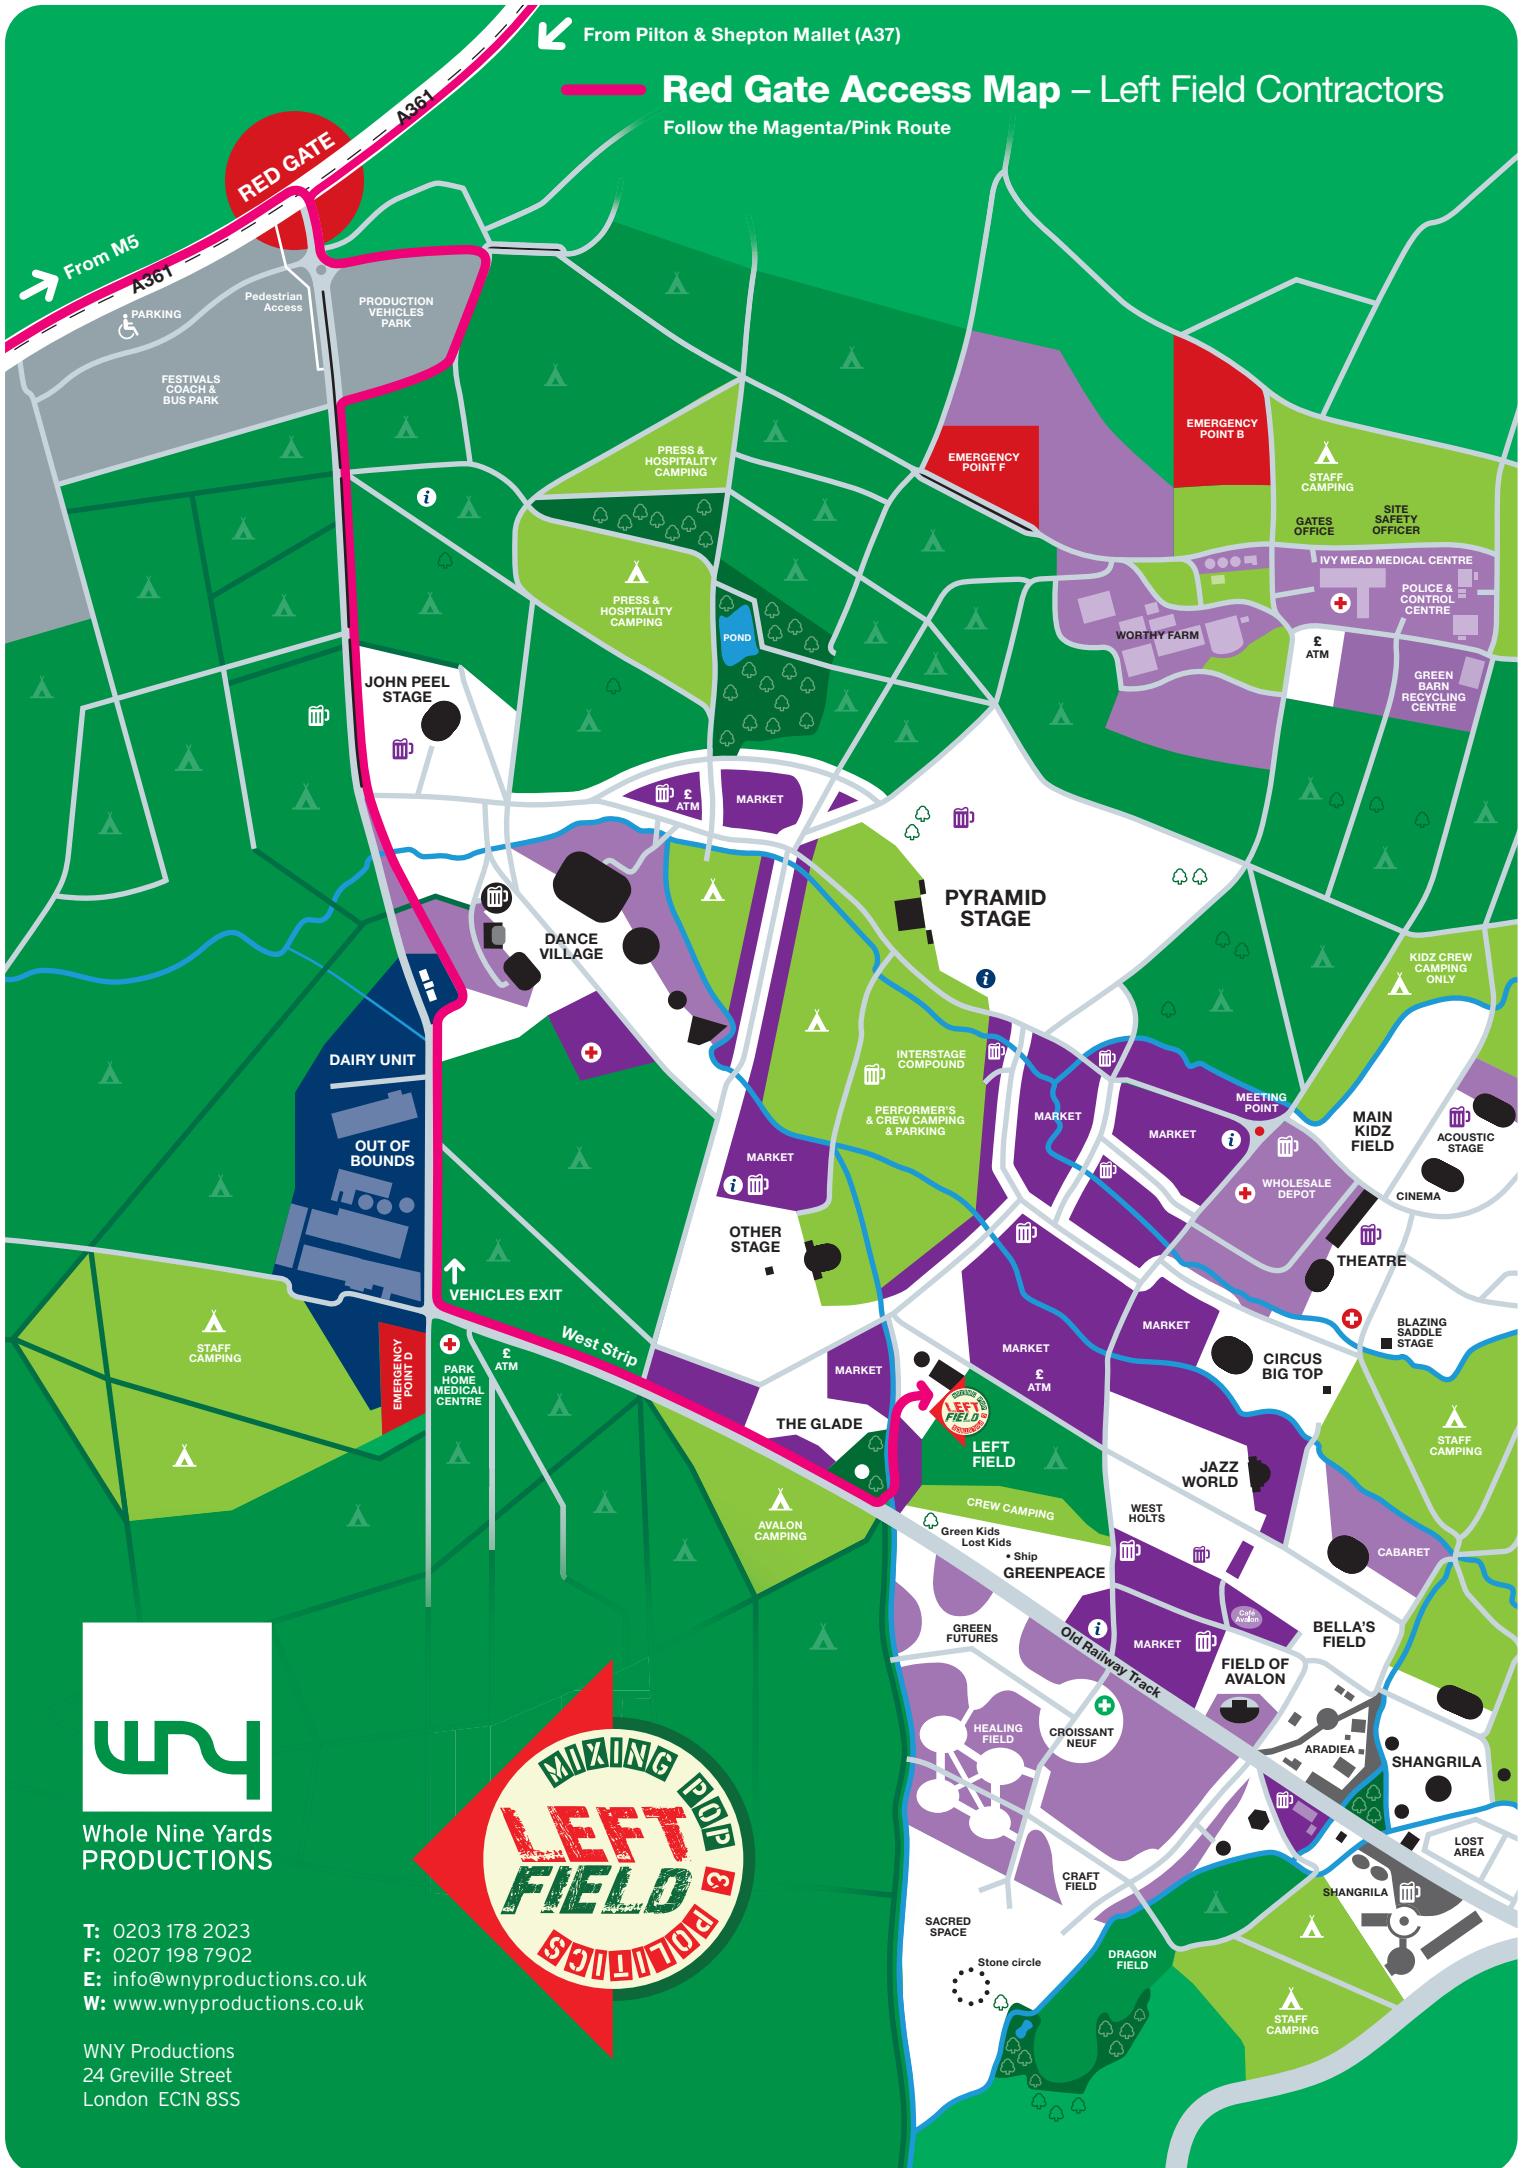 From Pilton & Shepton Mallet (A37)
Red Gate Access Map – Left Field Contractors
Follow the Magenta/Pink Route
A361
RED GATE
From M5
A361
PARKING
Pedestrian
Access
PRODUCTION
VEHICLES
PARK
FESTIVALS
COACH &
BUS PARK
PRESS &
HOSPITALITY
CAMPING
EMERGENCY
POINT F
EMERGENCY
POINT B
STAFF
CAMPING
GATES
OFFICE
SITE
SAFETY
OFFICER
i
IVY MEAD MEDICAL CENTRE
POLICE &
CONTROL
CENTRE
PRESS &
HOSPITALITY
CAMPING
POND
WORTHY FARM
£
ATM
GREEN
BARN
RECYCLING
CENTRE
JOHN PEEL
STAGE
£
ATM
MARKET
PYRAMID
STAGE
DANCE
VILLAGE
i
KIDZ CREW
CAMPING
ONLY
DAIRY UNIT
INTERSTAGE
COMPOUND
PERFORMER'S
& CREW CAMPING
& PARKING
MARKET
MEETING
POINT
MARKET
i
MAIN
KIDZ
FIELD
ACOUSTIC
STAGE
OUT OF
BOUNDS
MARKET
i
WHOLESALE
DEPOT
CINEMA
OTHER
STAGE
THEATRE
VEHICLES EXIT
West Strip
STAFF
CAMPING
EMERGENCY
POINT D
PARK
HOME
MEDICAL
CENTRE
£
ATM
MARKET
MARKET
£
ATM
MARKET
BLAZING
SADDLE
STAGE
CIRCUS
BIG TOP
THE GLADE
LEFT
FIELD
LEFT
FIELD
STAFF
CAMPING
JAZZ
WORLD
AVALON
CAMPING
CREW CAMPING
WEST
HOLTS
Green Kids
Lost Kids
• Ship
GREENPEACE
CABARET
Café
Avalon
GREEN
FUTURES
i
Old Railway Track
MARKET
BELLA'S
FIELD
FIELD OF
AVALON
HEALING
FIELD
CROISSANT
NEUF
ARADIEA
SHANGRILA
LOST
AREA
CRAFT
FIELD
SHANGRILA
SACRED
SPACE
Stone circle
DRAGON
FIELD
STAFF
CAMPING
wny
Whole Nine Yards
PRODUCTIONS
MIXING POP &
LEFT
FIELD
POLITICS
T: 0203 178 2023
F: 0207 198 7902
E: info@wnyproductions.co.uk
W: www.wnyproductions.co.uk
WNY Productions
24 Greville Street
London EC1N 8SS